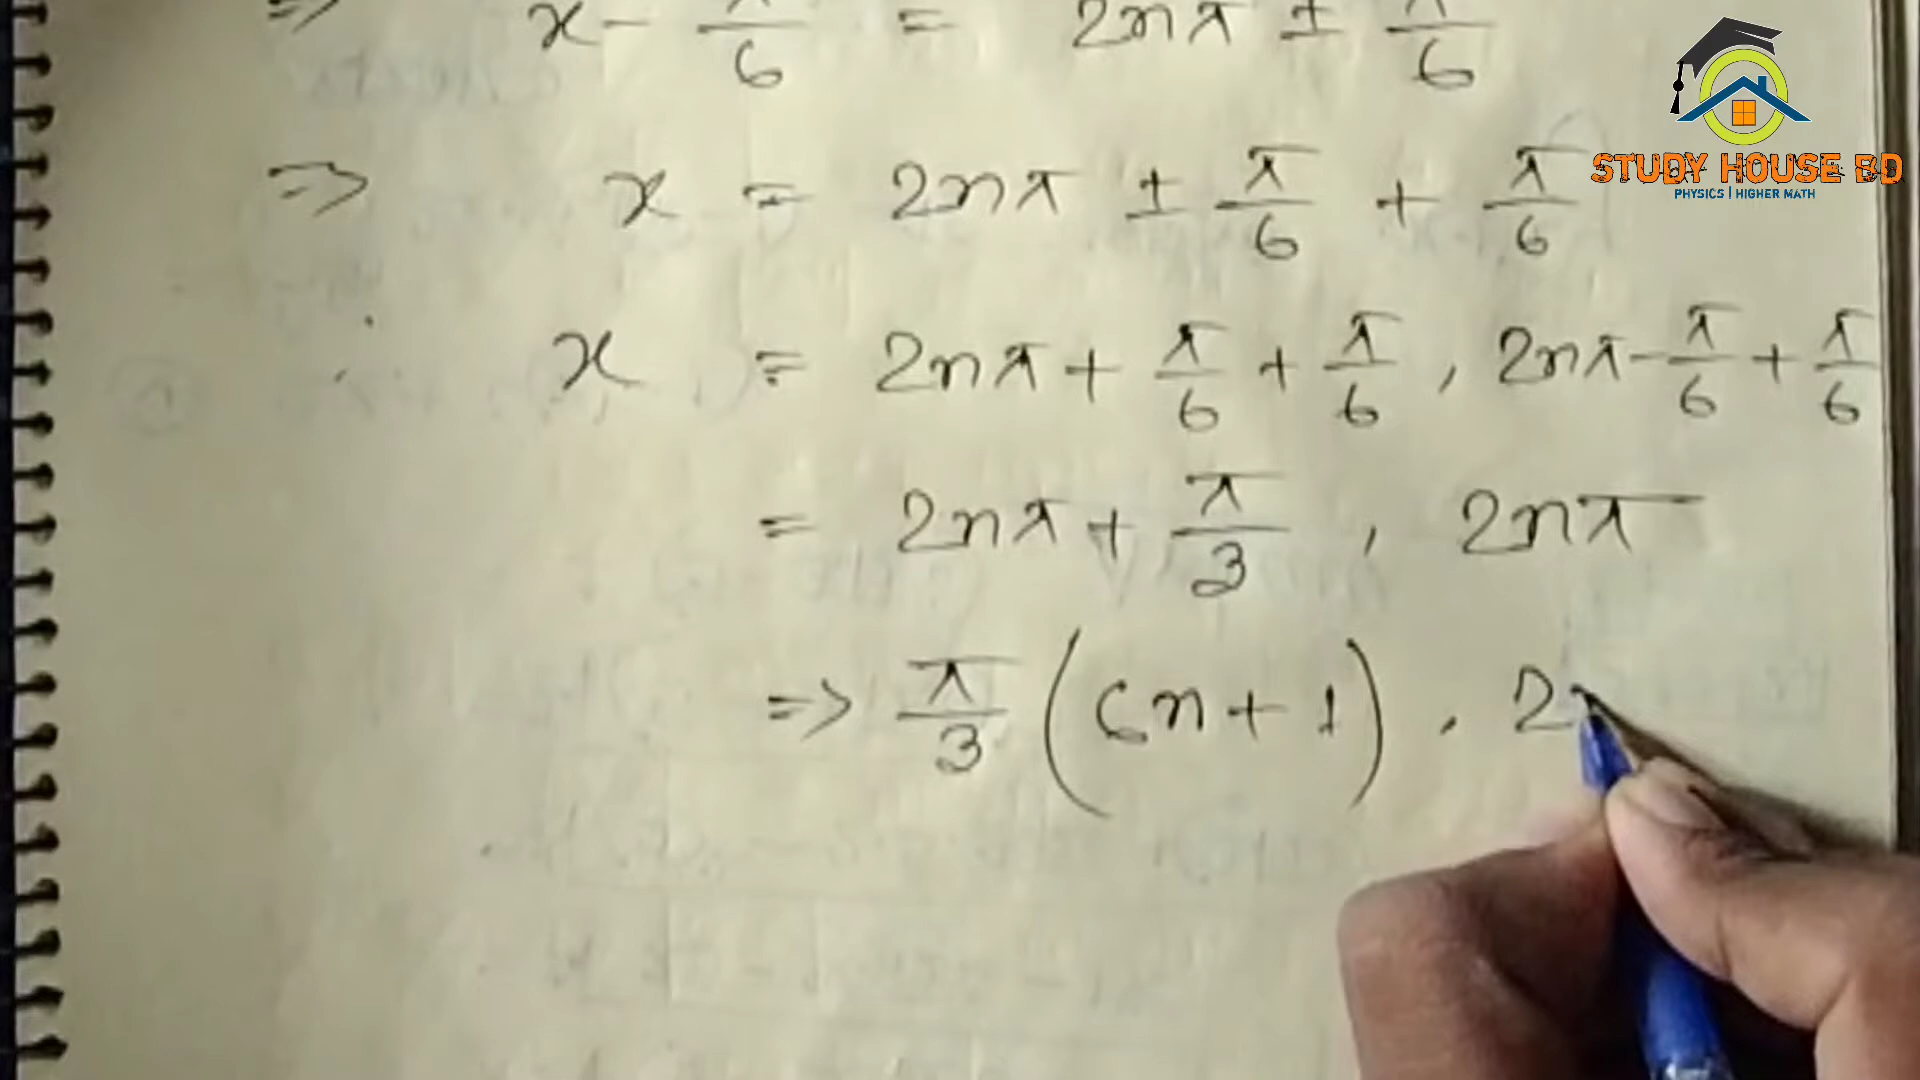 ⇒ x - π/6 = 2nπ ± π/6
⇒ x = 2nπ ± π/6 + π/6
∴ x = 2nπ + π/6 + π/6 , 2nπ - π/6 + π/6
= 2nπ + π/3 , 2nπ
⇒ π/3 (6n + 1) , 2
STUDY HOUSE BD
PHYSICS | HIGHER MATH